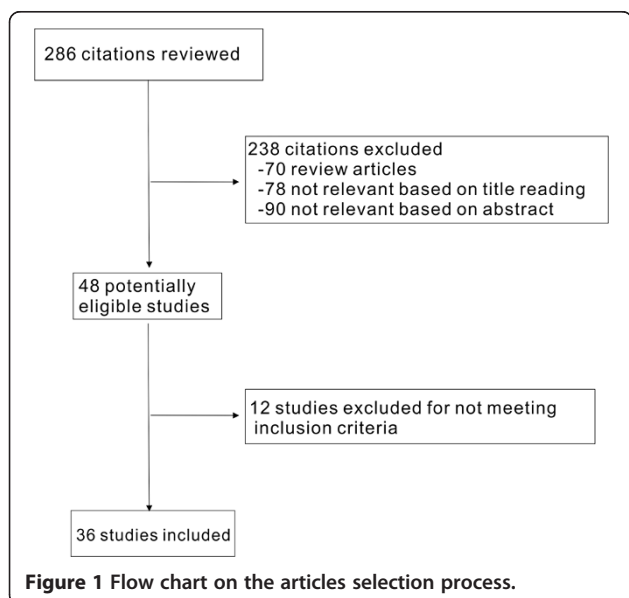 286 citations reviewed
238 citations excluded
-70 review articles
-78 not relevant based on title reading
-90 not relevant based on abstract
48 potentially
eligible studies
12 studies excluded for not meeting
inclusion criteria
36 studies included
Figure 1 Flow chart on the articles selection process.